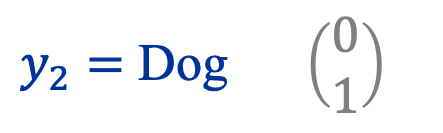 y₂ = Dog (0
1)